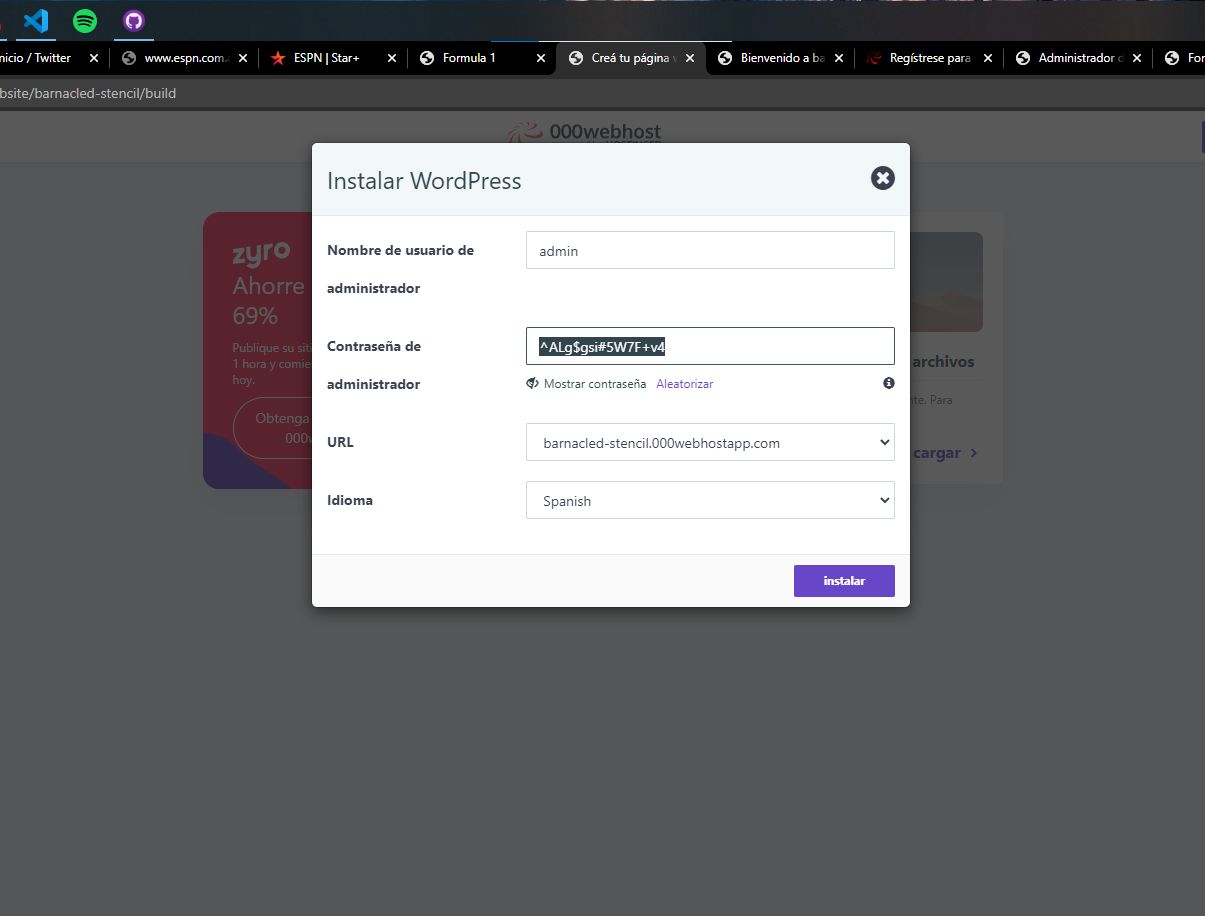 nicio / Twitter
www.espn.com.a
ESPN | Star+
Formula 1
Creá tu página w
Bienvenido a ba
Regístrese para
Administrador d
For
bsite/barnacled-stencil/build
000webhost
Instalar WordPress
zyro
Ahorre
69%
Publique su siti
1 hora y comie
hoy.
Obtenga
000w
Nombre de usuario de
administrador
admin
Contraseña de
administrador
^ALg$gsi#5W7F+v4
Mostrar contraseña Aleatorizar
URL
barnacled-stencil.000webhostapp.com
Idioma
Spanish
instalar
archivos
nte. Para
cargar